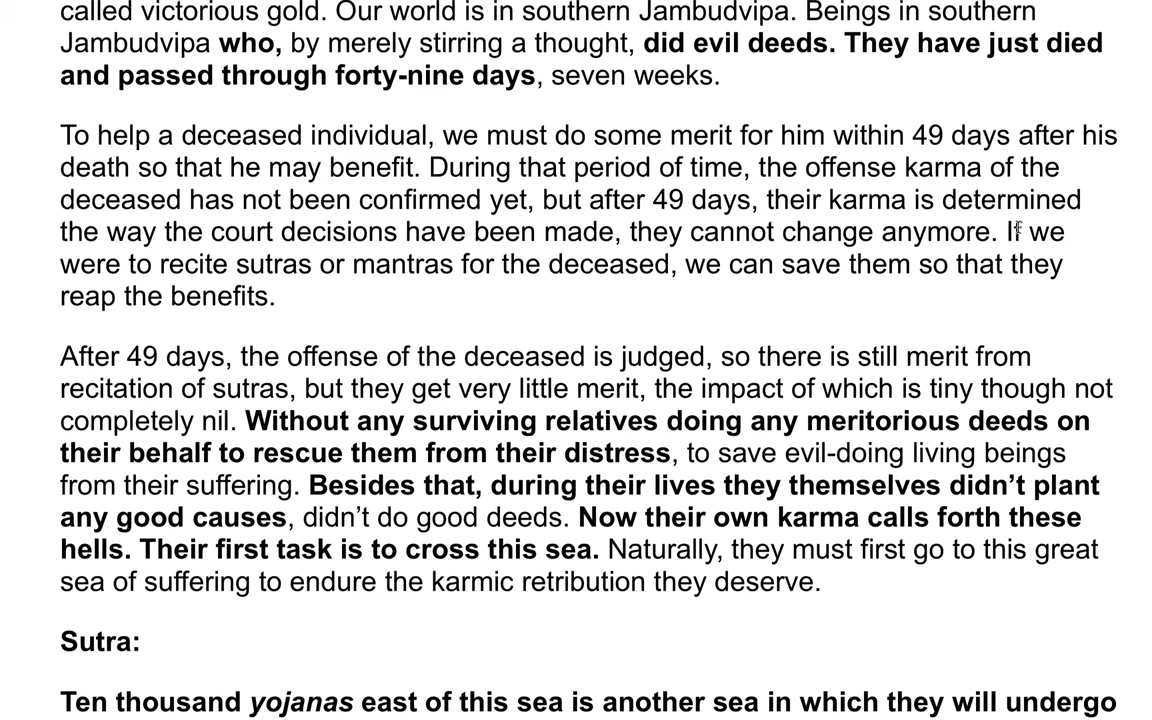 called victorious gold. Our world is in southern Jambudvipa. Beings in southern
Jambudvipa who, by merely stirring a thought, did evil deeds. They have just died
and passed through forty-nine days, seven weeks.
To help a deceased individual, we must do some merit for him within 49 days after his
death so that he may benefit. During that period of time, the offense karma of the
deceased has not been confirmed yet, but after 49 days, their karma is determined
the way the court decisions have been made, they cannot change anymore. If we
were to recite sutras or mantras for the deceased, we can save them so that they
reap the benefits.
After 49 days, the offense of the deceased is judged, so there is still merit from
recitation of sutras, but they get very little merit, the impact of which is tiny though not
completely nil. Without any surviving relatives doing any meritorious deeds on
their behalf to rescue them from their distress, to save evil-doing living beings
from their suffering. Besides that, during their lives they themselves didn’t plant
any good causes, didn’t do good deeds. Now their own karma calls forth these
hells. Their first task is to cross this sea. Naturally, they must first go to this great
sea of suffering to endure the karmic retribution they deserve.
Sutra:
Ten thousand yojanas east of this sea is another sea in which they will undergo